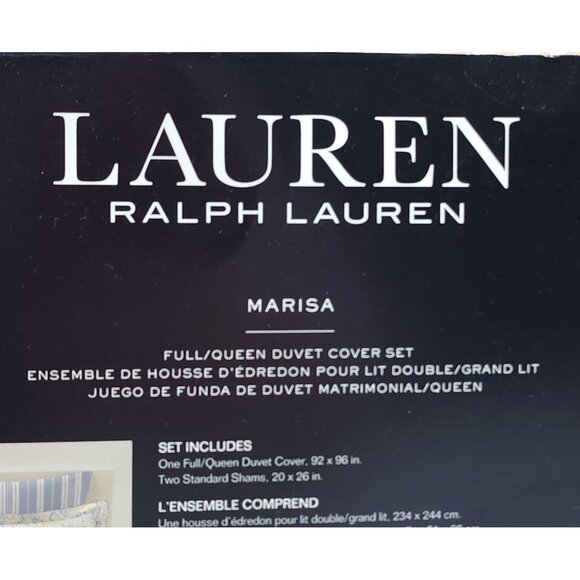 LAUREN
RALPH LAUREN
MARISA
FULL/QUEEN DUVET COVER SET
ENSEMBLE DE HOUSSE D'ÉDREDON POUR LIT DOUBLE/GRAND LIT
JUEGO DE FUNDA DE DUVET MATRIMONIAL/QUEEN
SET INCLUDES
One Full/Queen Duvet Cover, 92 x 96 in.
Two Standard Shams, 20 x 26 in.
L'ENSEMBLE COMPREND
Une housse d'édredon pour lit double/grand lit, 234 x 244 cm.